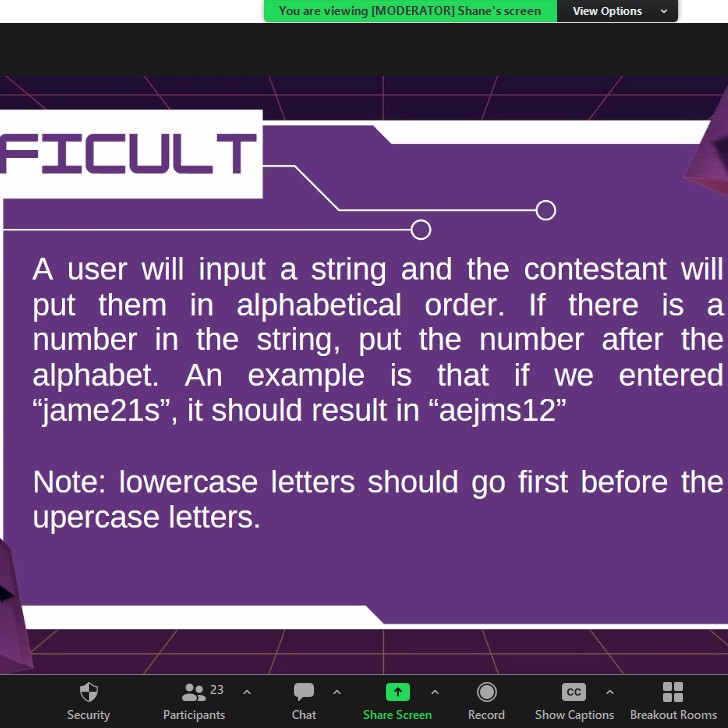 You are viewing [MODERATOR] Shane's screen View Options
FICULT
A user will input a string and the contestant will
put them in alphabetical order. If there is a
number in the string, put the number after the
alphabet. An example is that if we entered
“jame21s”, it should result in “aejms12”
Note: lowercase letters should go first before the
upercase letters.
23
CC
Security Participants Chat Share Screen Record Show Captions Breakout Rooms